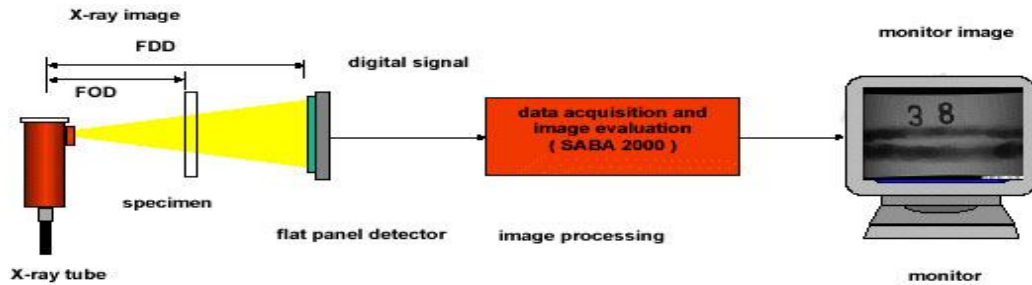 X-ray image
FDD
FOD
digital signal
monitor image
data acquisition and
image evaluation
( SABA 2000 )
3 8
specimen
flat panel detector
image processing
X-ray tube
monitor